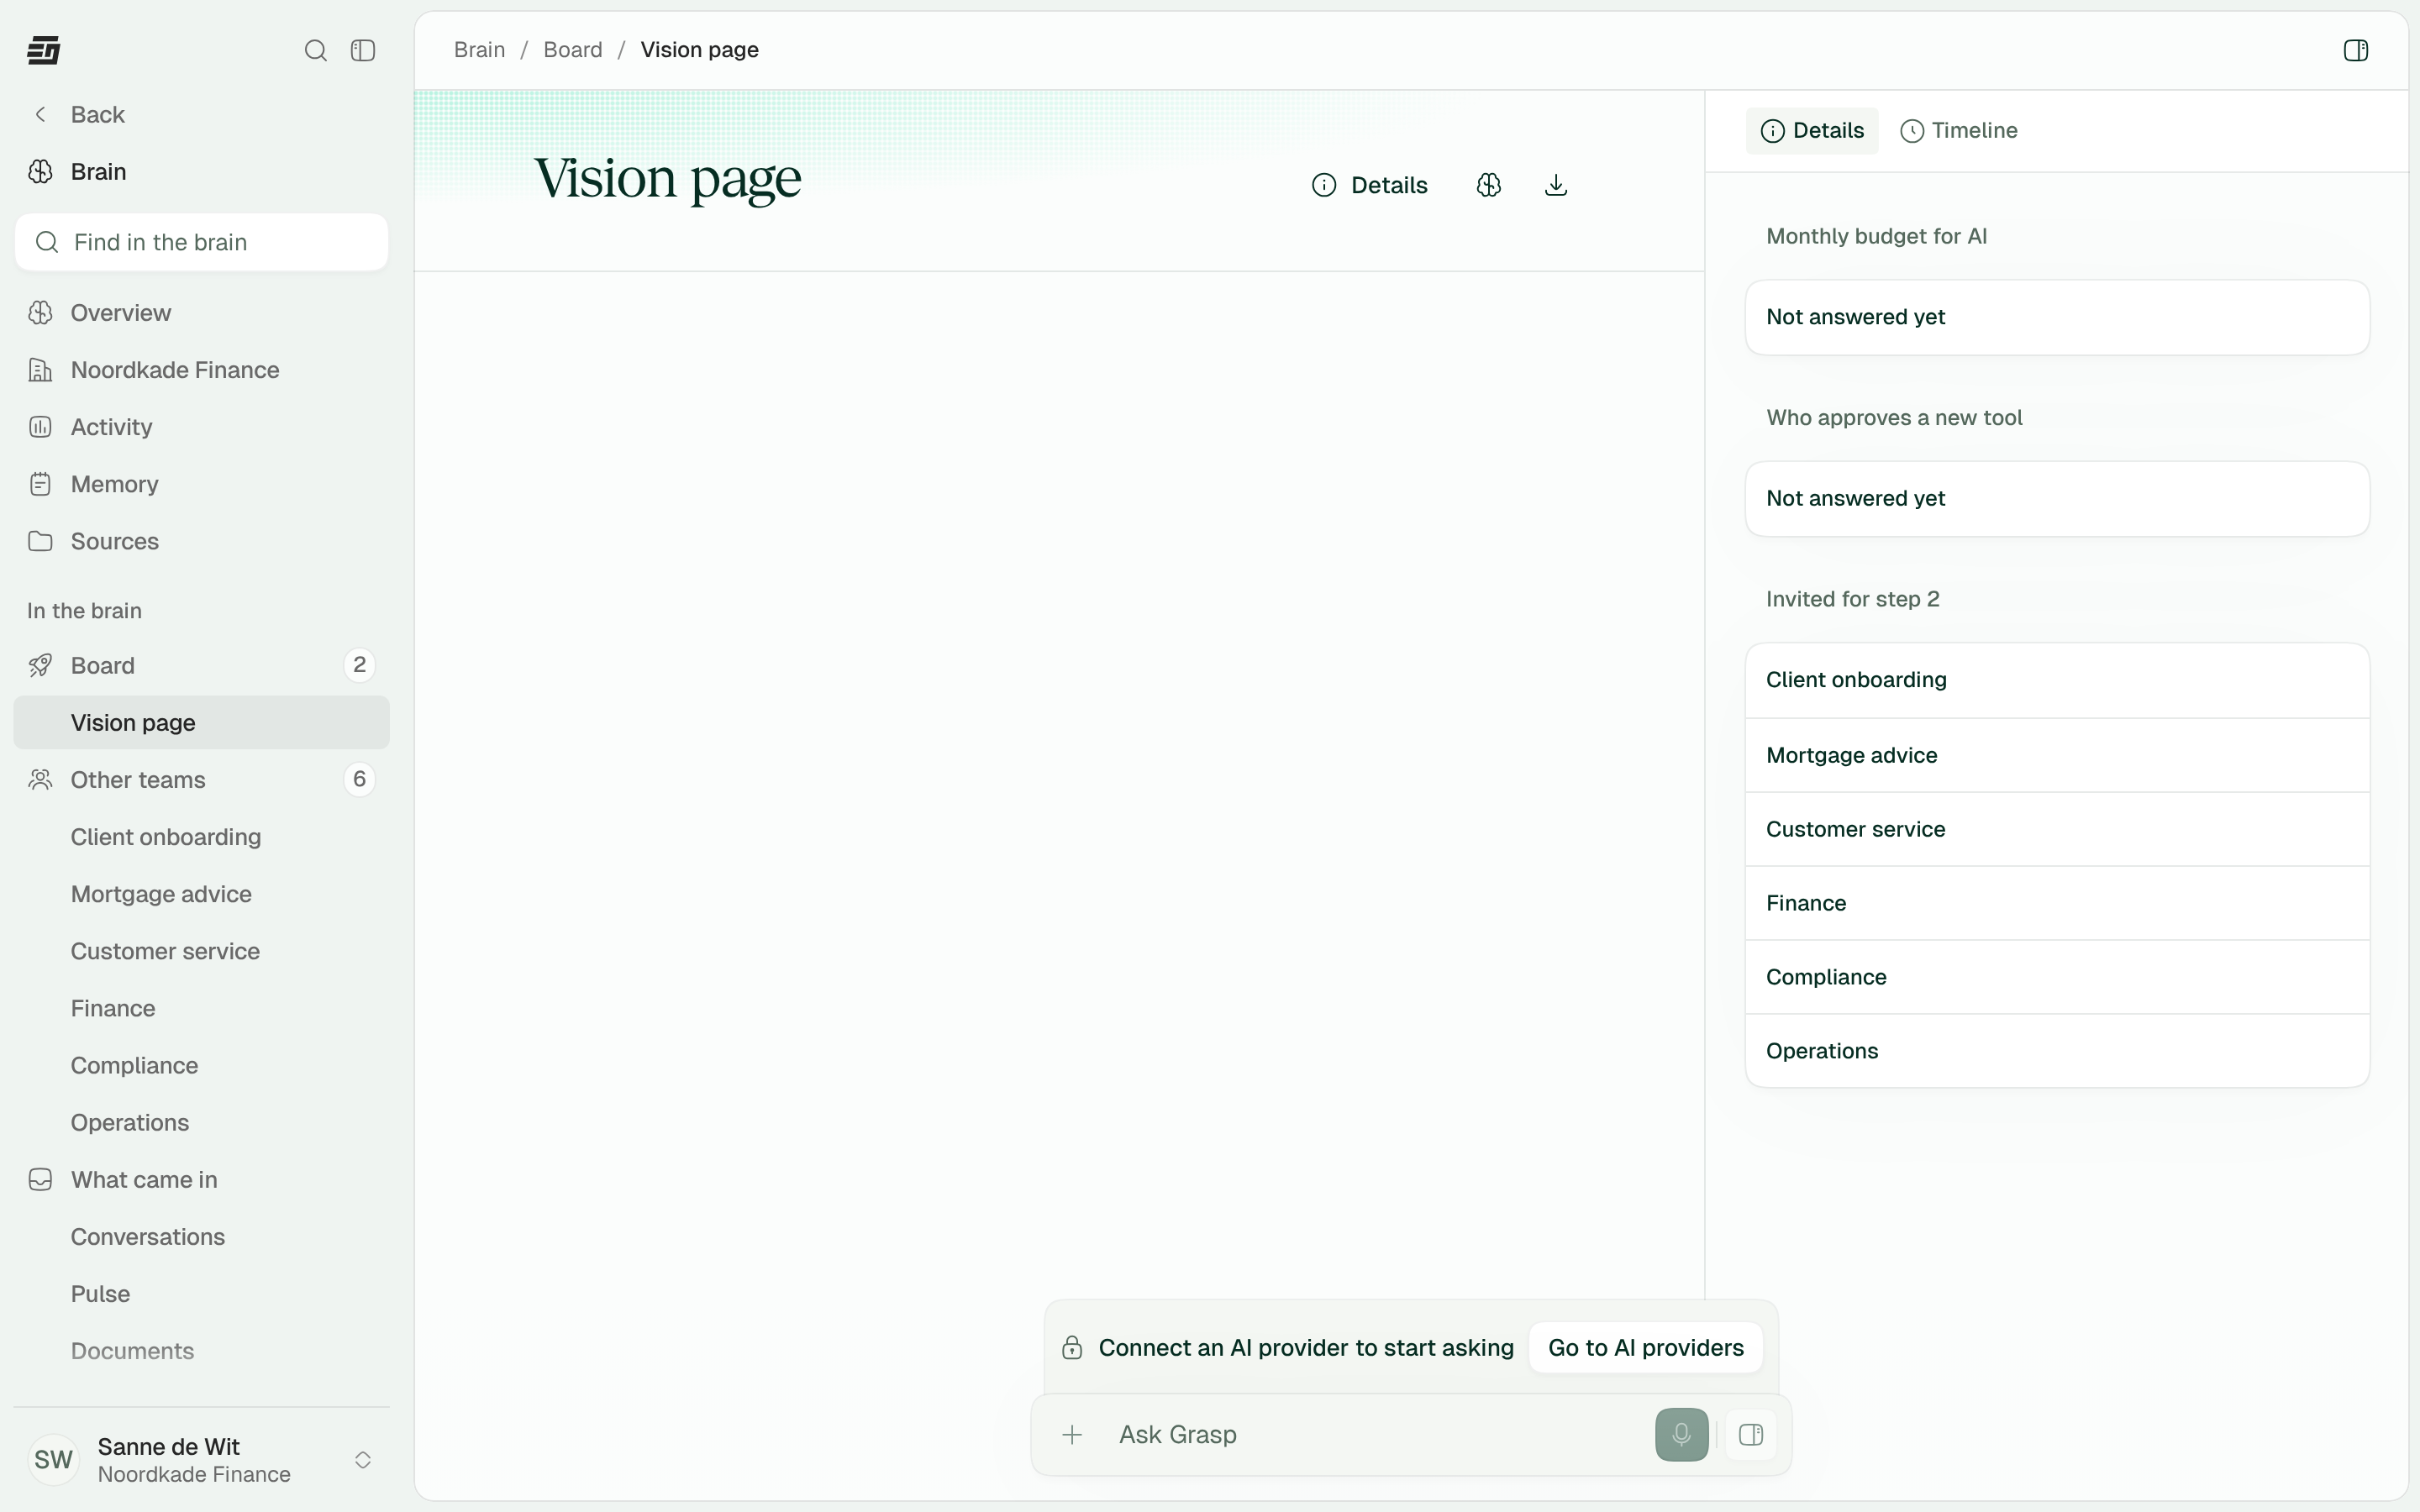 Back
Brain
Find in the brain
Overview
Noordkade Finance
Activity
Memory
Sources
In the brain
Board 2
Vision page
Other teams 6
Client onboarding
Mortgage advice
Customer service
Finance
Compliance
Operations
What came in
Conversations
Pulse
Documents
SW
Sanne de Wit
Noordkade Finance
Brain / Board / Vision page
Vision page
Details
Details
Timeline
Monthly budget for AI
Not answered yet
Who approves a new tool
Not answered yet
Invited for step 2
Client onboarding
Mortgage advice
Customer service
Finance
Compliance
Operations
Connect an AI provider to start asking
Go to AI providers
Ask Grasp